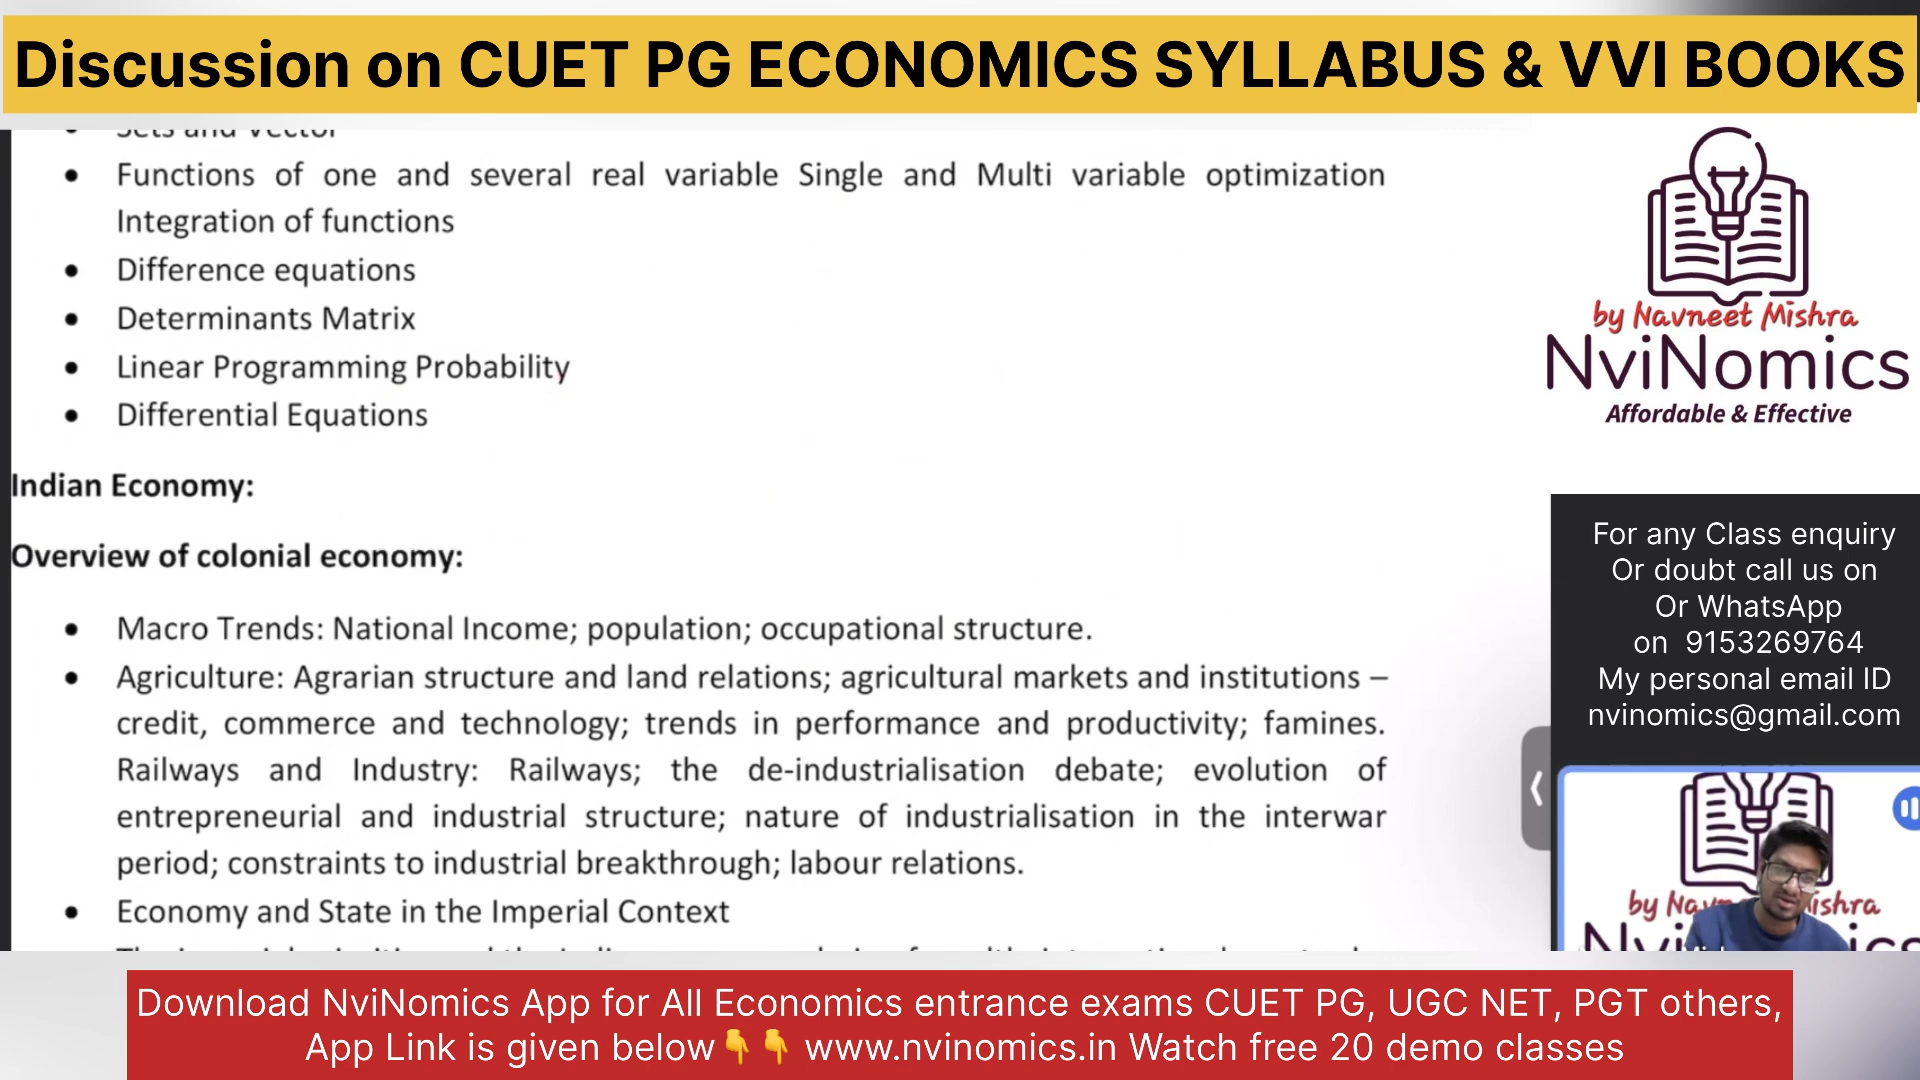 Discussion on CUET PG ECONOMICS SYLLABUS & VVI BOOKS
Sets and Vector
• Functions of one and several real variable Single and Multi variable optimization
Integration of functions
• Difference equations
• Determinants Matrix
• Linear Programming Probability
• Differential Equations
Indian Economy:
Overview of colonial economy:
• Macro Trends: National Income; population; occupational structure.
• Agriculture: Agrarian structure and land relations; agricultural markets and institutions –
credit, commerce and technology; trends in performance and productivity; famines.
Railways and Industry: Railways; the de-industrialisation debate; evolution of
entrepreneurial and industrial structure; nature of industrialisation in the interwar
period; constraints to industrial breakthrough; labour relations.
• Economy and State in the Imperial Context
by Navneet Mishra
NviNomics
Affordable & Effective
For any Class enquiry
Or doubt call us on
Or WhatsApp
on 9153269764
My personal email ID
nvinomics@gmail.com
Download NviNomics App for All Economics entrance exams CUET PG, UGC NET, PGT others,
App Link is given below👇👇 www.nvinomics.in Watch free 20 demo classes